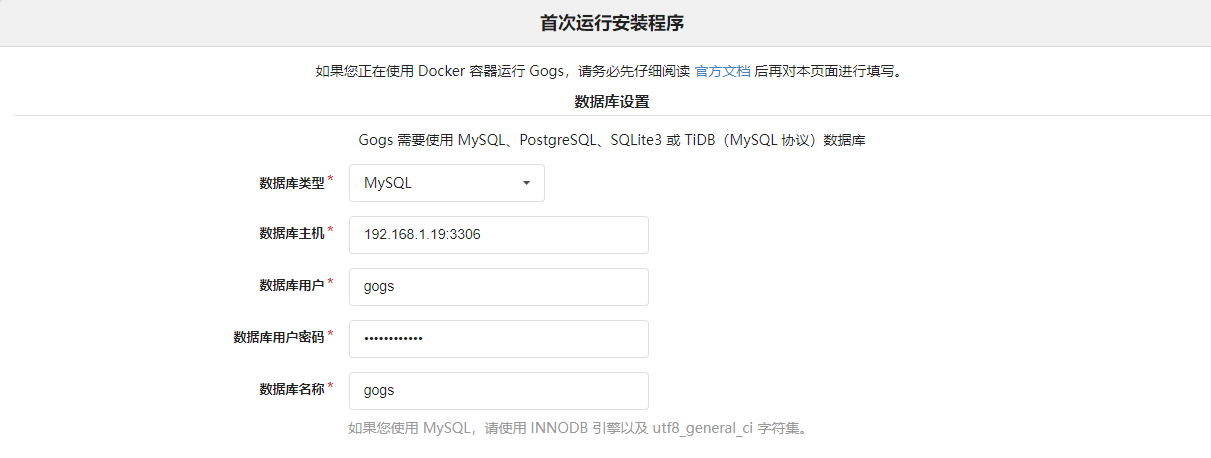 首次运行安装程序
如果您正在使用 Docker 容器运行 Gogs，请务必先仔细阅读 官方文档 后再对本页面进行填写。
数据库设置
Gogs 需要使用 MySQL、PostgreSQL、SQLite3 或 TiDB（MySQL 协议）数据库
数据库类型* MySQL
数据库主机* 192.168.1.19:3306
数据库用户* gogs
数据库用户密码* ••••••••••••
数据库名称* gogs
如果您使用 MySQL，请使用 INNODB 引擎以及 utf8_general_ci 字符集。